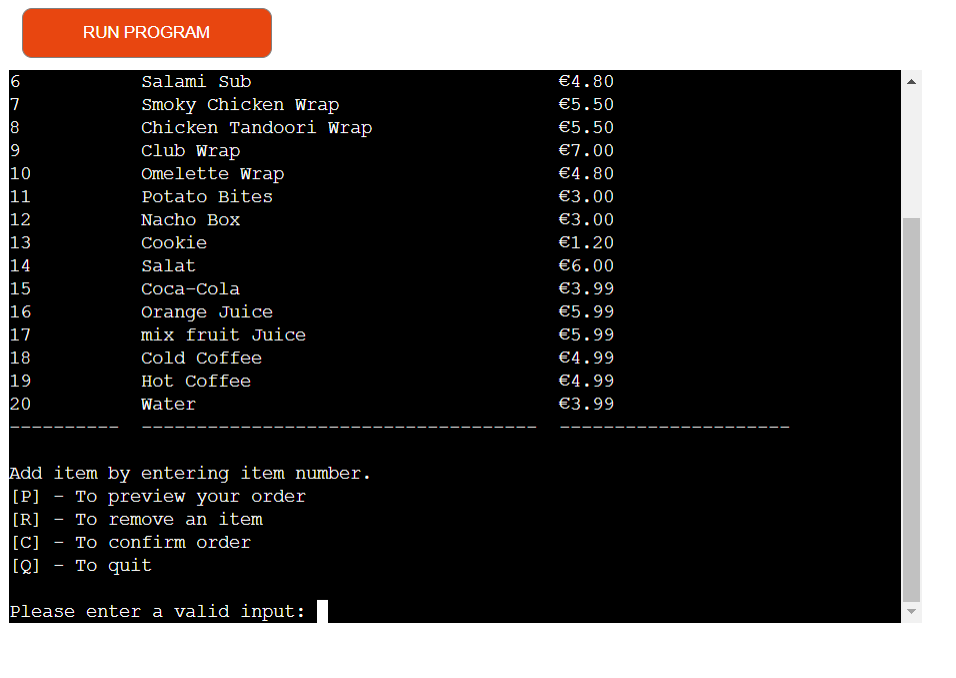 RUN PROGRAM
6 Salami Sub €4.80
7 Smoky Chicken Wrap €5.50
8 Chicken Tandoori Wrap €5.50
9 Club Wrap €7.00
10 Omelette Wrap €4.80
11 Potato Bites €3.00
12 Nacho Box €3.00
13 Cookie €1.20
14 Salat €6.00
15 Coca-Cola €3.99
16 Orange Juice €5.99
17 mix fruit Juice €5.99
18 Cold Coffee €4.99
19 Hot Coffee €4.99
20 Water €3.99
---------- ------------------------------------ ---------------------
Add item by entering item number.
[P] - To preview your order
[R] - To remove an item
[C] - To confirm order
[Q] - To quit
Please enter a valid input: